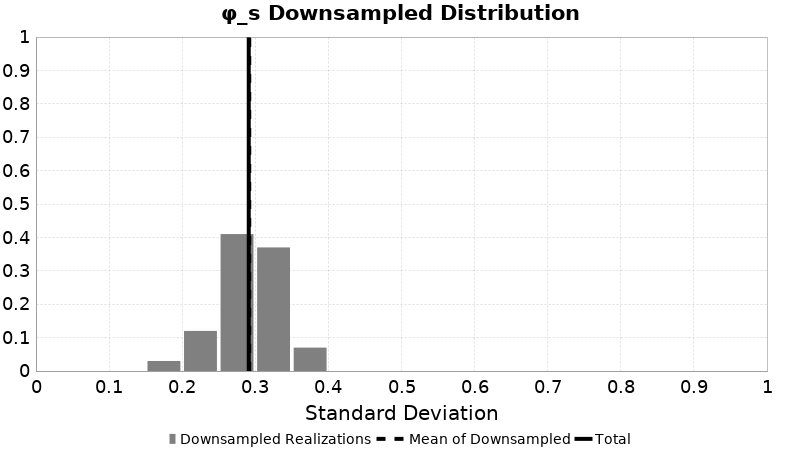 φ_s Downsampled Distribution
1
0.9
0.8
0.7
0.6
0.5
0.4
0.3
0.2
0.1
0
0 0.1 0.2 0.3 0.4 0.5 0.6 0.7 0.8 0.9 1
Standard Deviation
Downsampled Realizations Mean of Downsampled Total